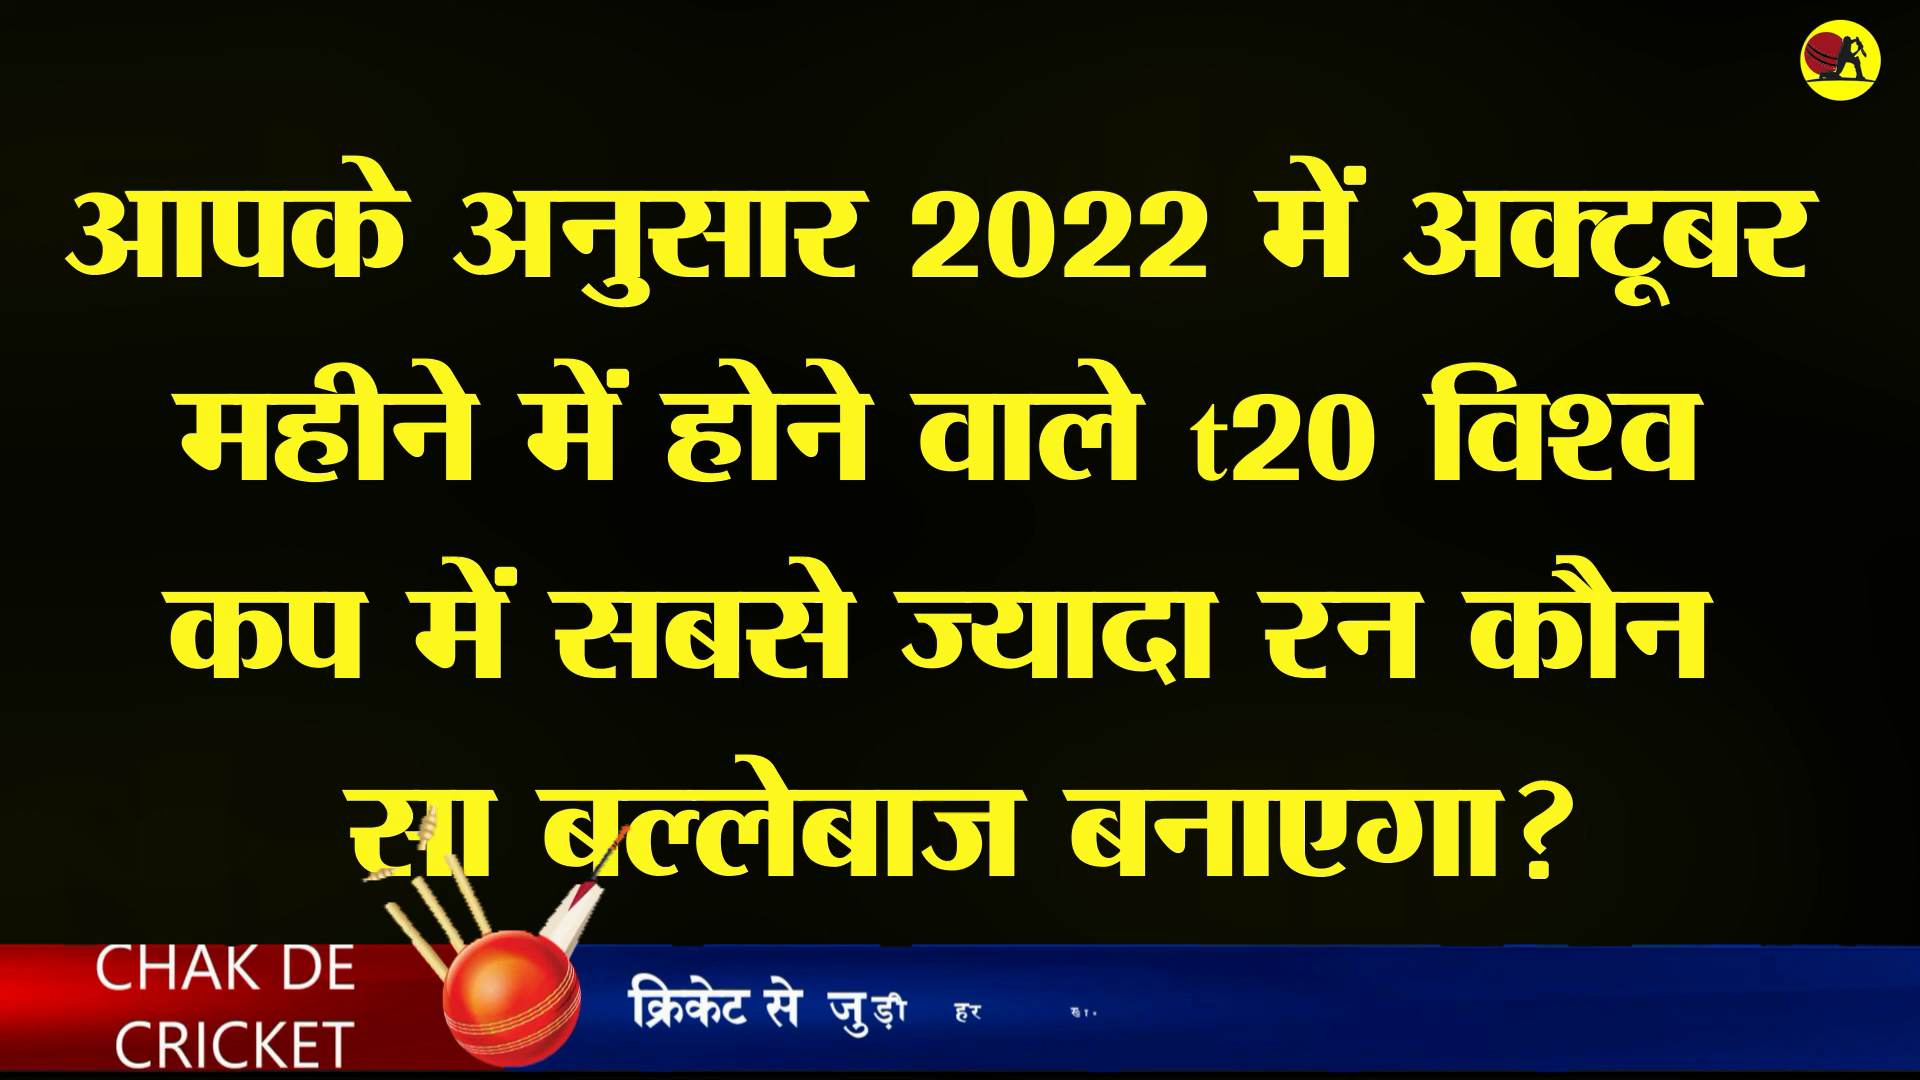 आपके अनुसार 2022 में अक्टूबर
महीने में होने वाले t20 विश्व
कप में सबसे ज्यादा रन कौन
सा बल्लेबाज बनाएगा?
CHAK DE
CRICKET
क्रिकेट से जुड़ी हर